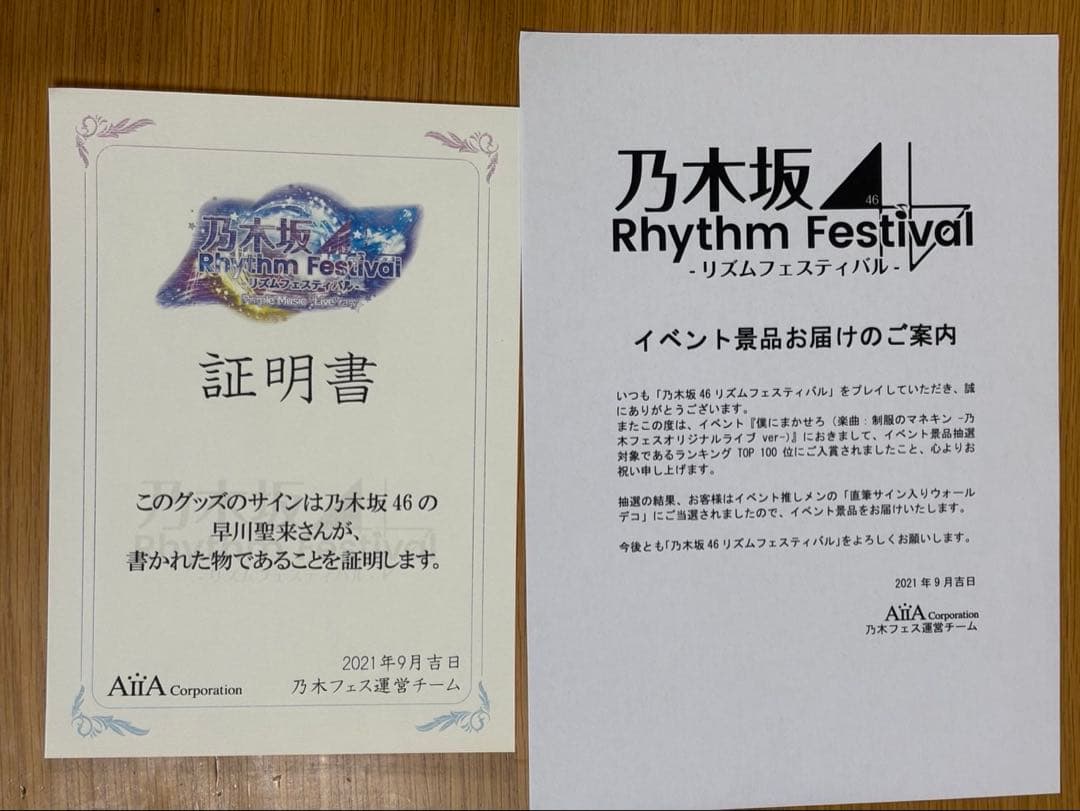 乃木坂46
Rhythm Festival
-リズムフェスティバル-
証明書
このグッズのサインは乃木坂46の
早川聖来さんが、
書かれた物であることを証明します。
2021年9月吉日
AiiA Corporation
乃木フェス運営チーム
乃木坂46
Rhythm Festival
-リズムフェスティバル-
イベント景品お届けのご案内
いつも「乃木坂46リズムフェスティバル」をプレイしていただき、誠
にありがとうございます。
またこの度は、イベント『僕にまかせろ（楽曲：制服のマネキン -乃
木フェスオリジナルライブ ver-)』におきまして、イベント景品抽選
対象であるランキング TOP 100 位にご入賞されましたこと、心よりお
祝い申し上げます。
抽選の結果、お客様はイベント推しメンの「直筆サイン入りウォール
デコ」にご当選されましたので、イベント景品をお届けいたします。
今後とも「乃木坂46リズムフェスティバル」をよろしくお願いします。
2021年9月吉日
AiiA Corporation
乃木フェス運営チーム